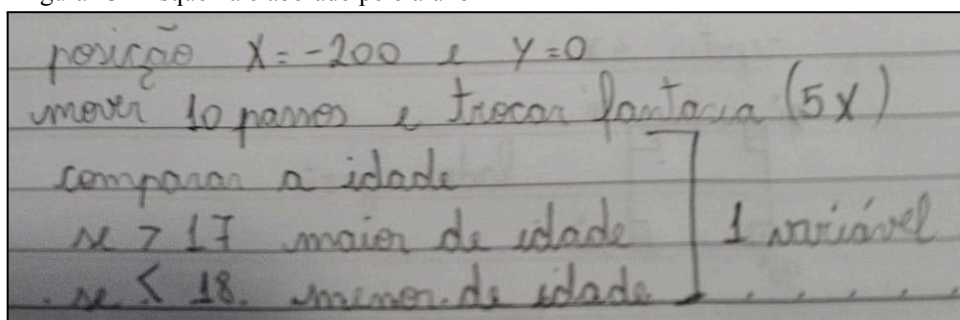 posição X=-200 e Y=0
mover 10 passos e trocar fantasia (5X)
comparar a idade
se > 17 maior de idade
1 variável
se < 18. menor de idade